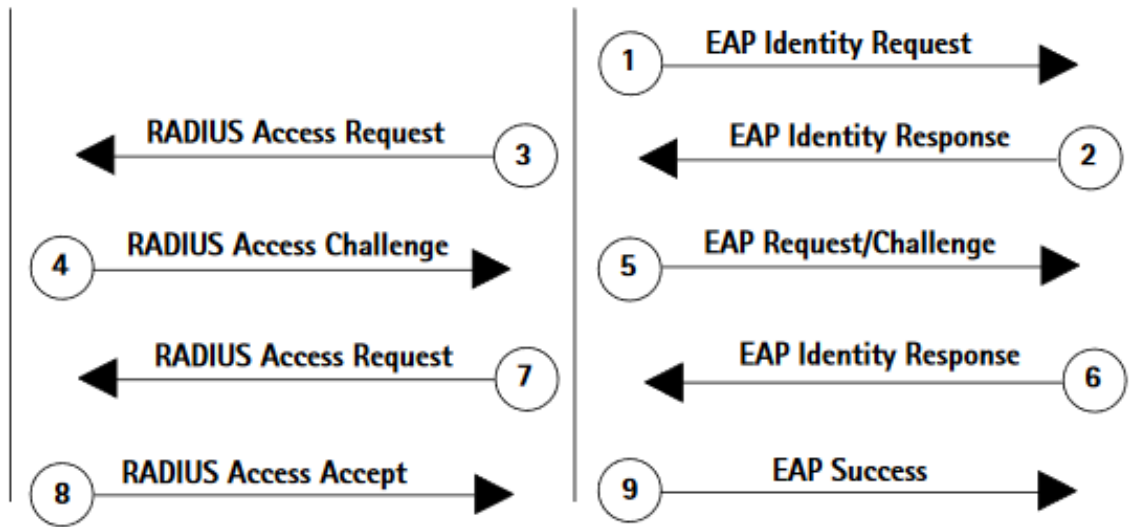 1 EAP Identity Request
RADIUS Access Request 3 EAP Identity Response 2
4 RADIUS Access Challenge 5 EAP Request/Challenge
RADIUS Access Request 7 EAP Identity Response 6
8 RADIUS Access Accept 9 EAP Success